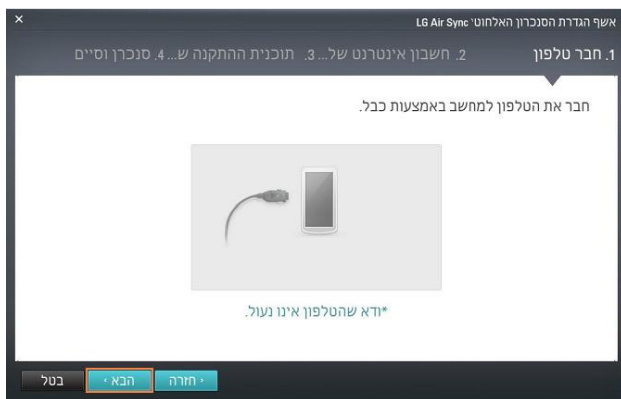 אשף הגדרת הסנכרון האלחוטי LG Air Sync
×
1. חבר טלפון
2. חשבון אינטרנט של...
3. תוכנית ההתקנה ש...
4. סנכרן וסיים
חבר את הטלפון למחשב באמצעות כבל.
*ודא שהטלפון אינו נעול.
‹ חזרה
הבא ›
בטל